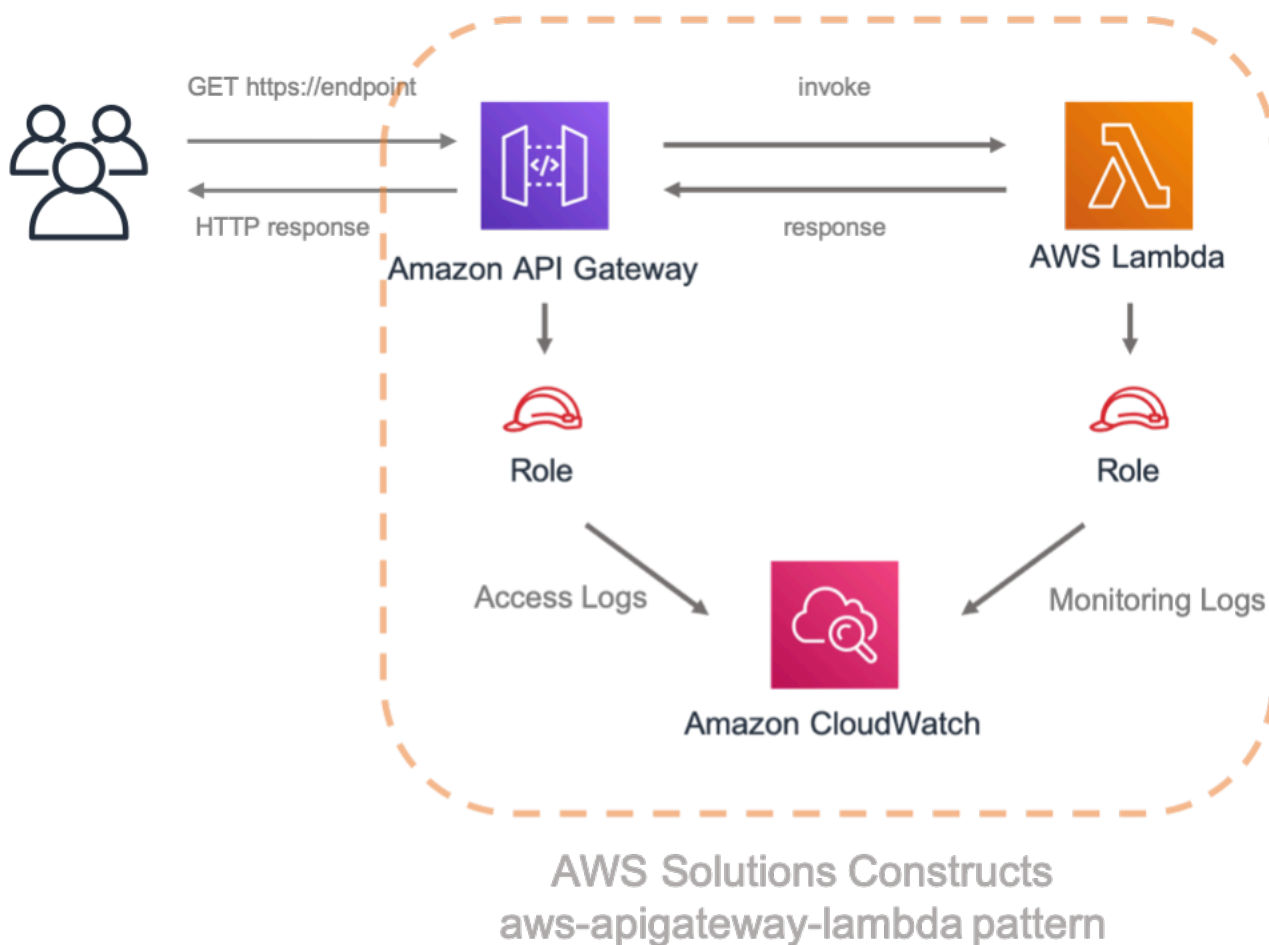 GET https://endpoint
invoke
</>
HTTP response
response
Amazon API Gateway
AWS Lambda
Role
Role
Access Logs
Monitoring Logs
Amazon CloudWatch
AWS Solutions Constructs
aws-apigateway-lambda pattern